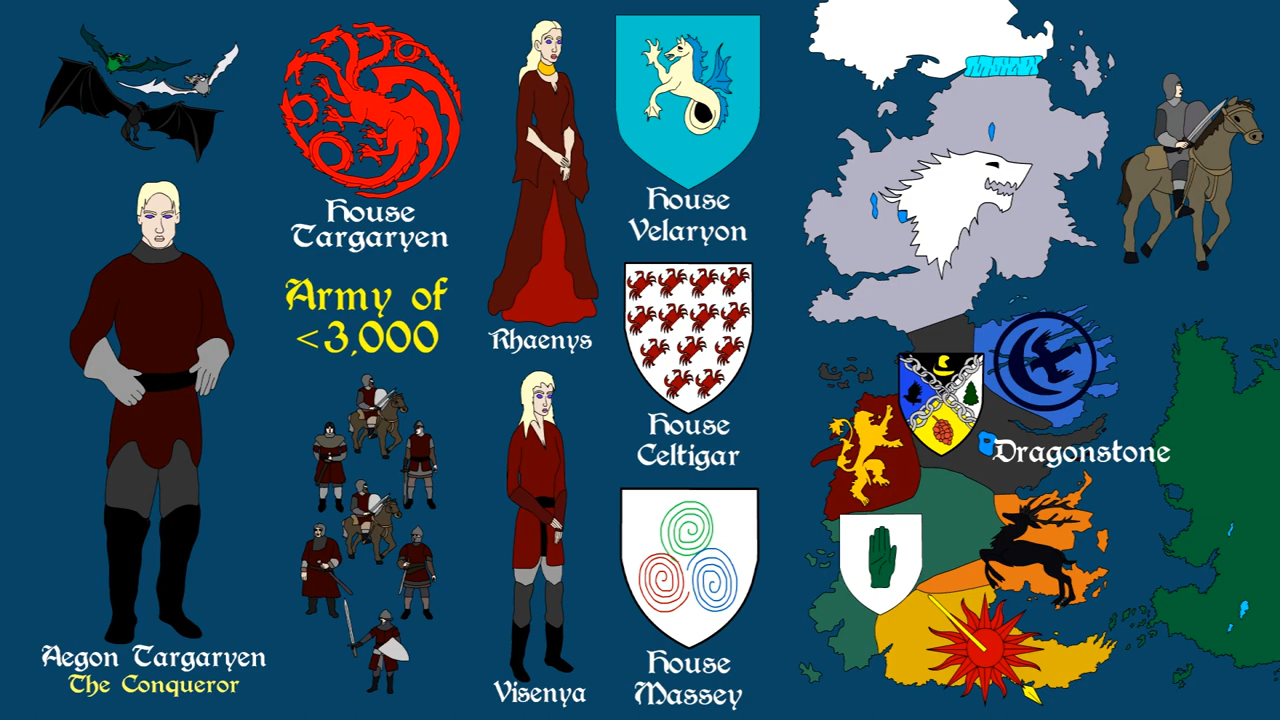 House
Targaryen
Army of
<3,000
Aegon Targaryen
The Conqueror
Rhaenys
Visenya
House
Velaryon
House
Celtigar
House
Massey
Dragonstone